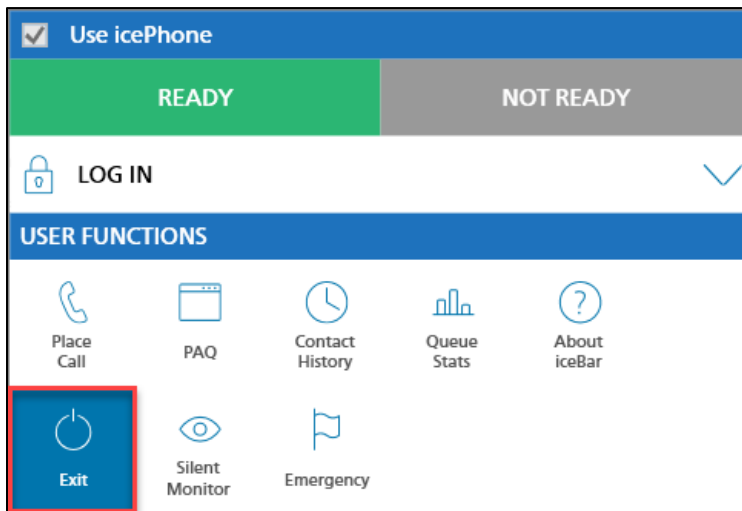 Use icePhone
READY
NOT READY
LOG IN
USER FUNCTIONS
Place
Call
PAQ
Contact
History
Queue
Stats
About
iceBar
Exit
Silent
Monitor
Emergency